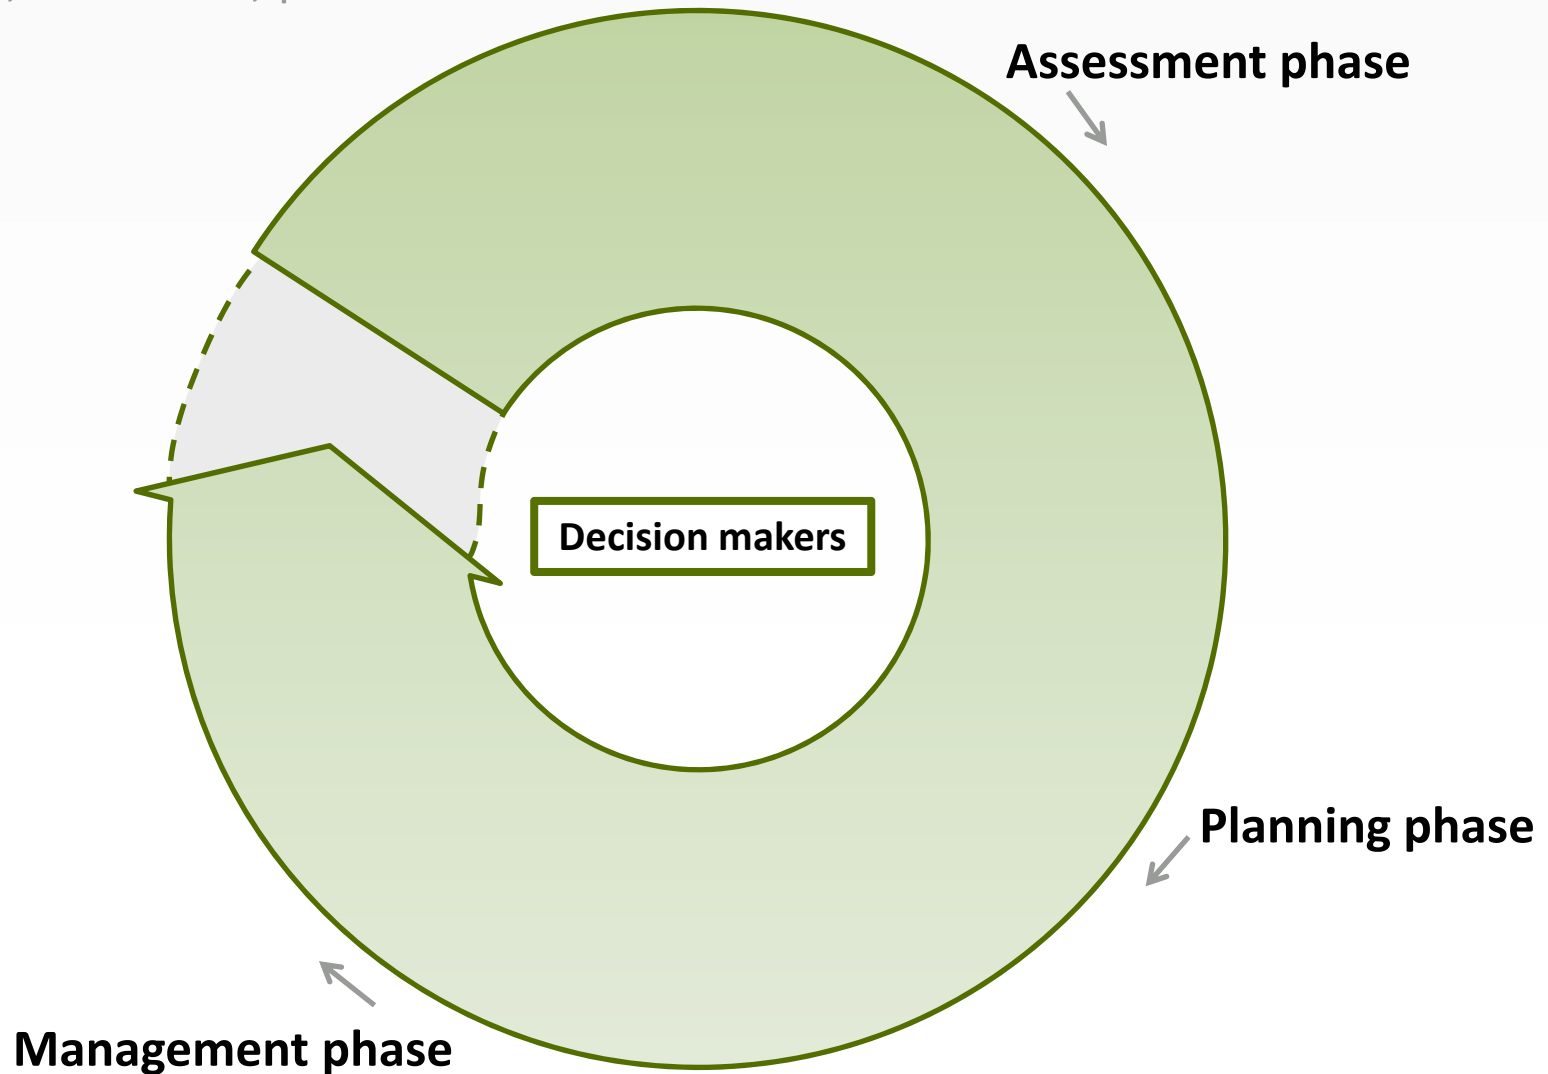 Assessment phase
Decision makers
Planning phase
Management phase